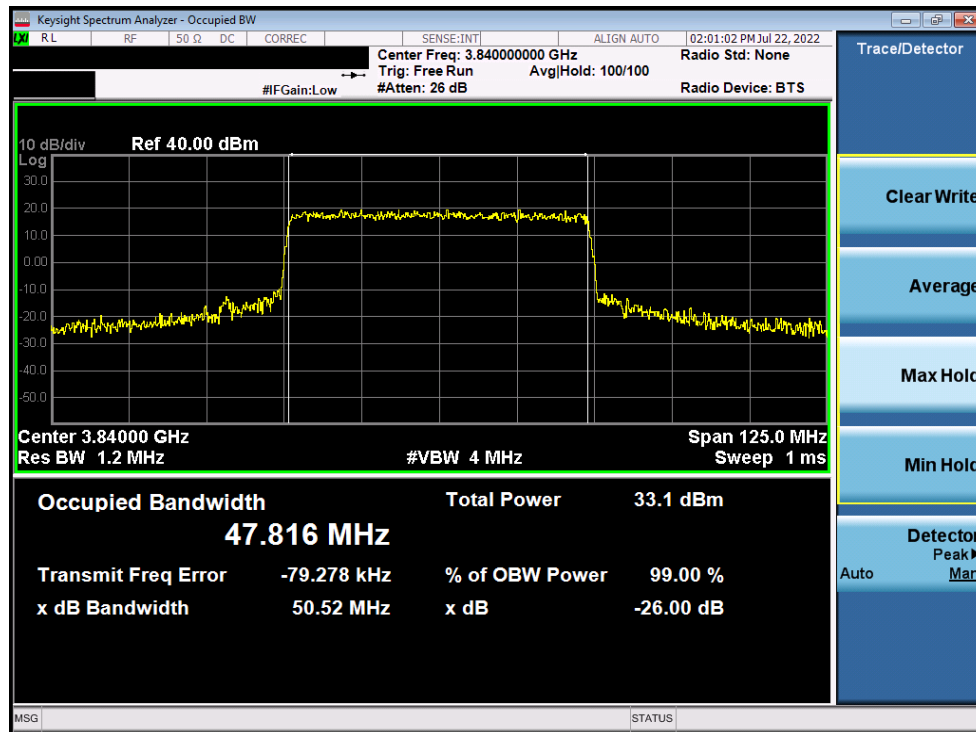 Keysight Spectrum Analyzer - Occupied BW
LXI RL RF 50 Ω DC CORREC SENSE:INT ALIGN AUTO 02:01:02 PM Jul 22, 2022
Center Freq: 3.840000000 GHz Radio Std: None
Trig: Free Run Avg|Hold: 100/100
#IFGain:Low #Atten: 26 dB Radio Device: BTS
Trace/Detector
10 dB/div Ref 40.00 dBm
Log
30.0
20.0
10.0
0.00
-10.0
-20.0
-30.0
-40.0
-50.0
Center 3.84000 GHz Span 125.0 MHz
Res BW 1.2 MHz #VBW 4 MHz Sweep 1 ms
Occupied Bandwidth Total Power 33.1 dBm
47.816 MHz
Transmit Freq Error -79.278 kHz % of OBW Power 99.00 %
x dB Bandwidth 50.52 MHz x dB -26.00 dB
Clear Write
Average
Max Hold
Min Hold
Detector
Peak
Auto Man
MSG STATUS